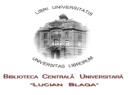 LIBRI UNIVERSITATIS
UNIVERSITAS LIBRORUM
BIBLIOTECA CENTRALĂ UNIVERSITARĂ
"LUCIAN BLAGA"